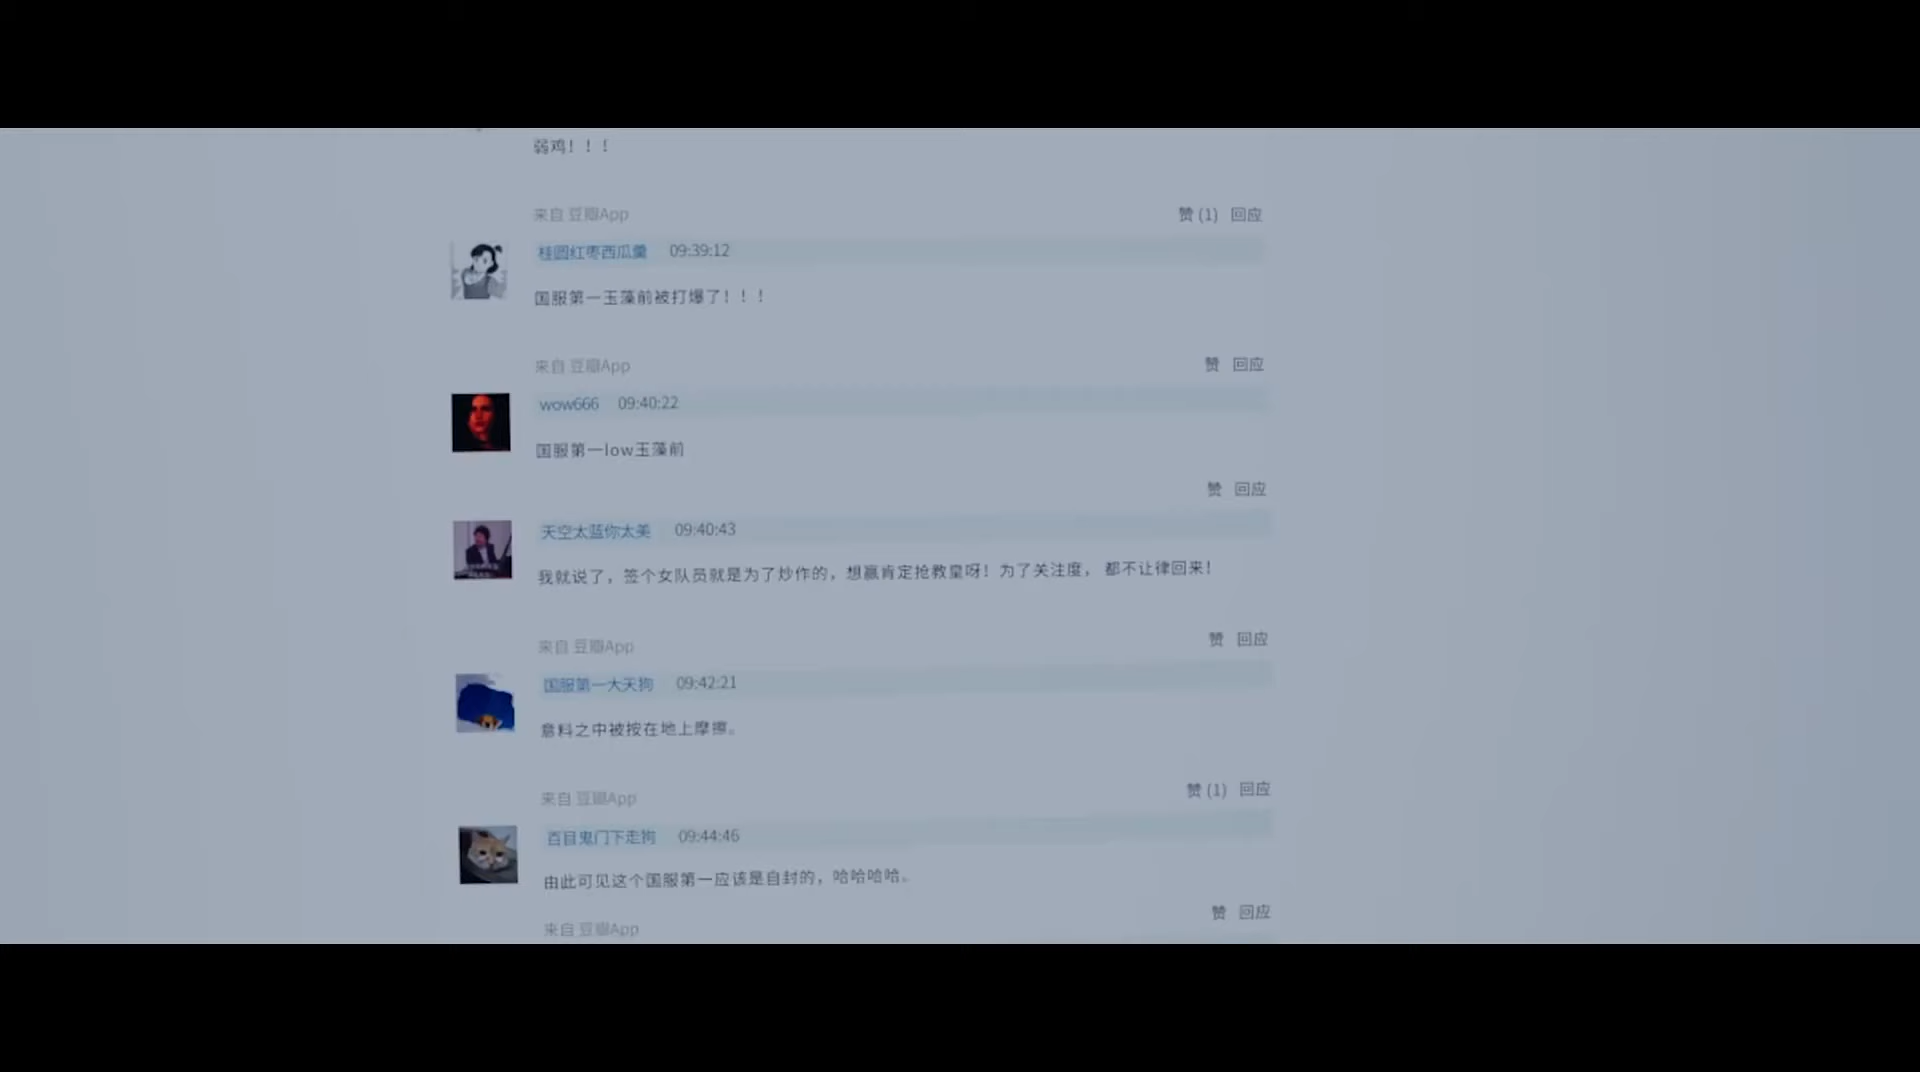 弱鸡！！！
来自 豆瓣App
赞 (1) 回应
桂圆红枣西瓜羹 09:39:12
国服第一玉藻前被打爆了！！！
来自 豆瓣App
赞 回应
wow666 09:40:22
国服第一low玉藻前
赞 回应
天空太蓝你太美 09:40:43
我就说了，签个女队员就是为了炒作的，想赢肯定抢教皇呀！为了关注度， 都不让律回来！
来自 豆瓣App
赞 回应
国服第一大天狗 09:42:21
意料之中被按在地上摩擦。
来自 豆瓣App
赞 (1) 回应
百目鬼门下走狗 09:44:46
由此可见这个国服第一应该是自封的，哈哈哈哈。
来自 豆瓣App
赞 回应